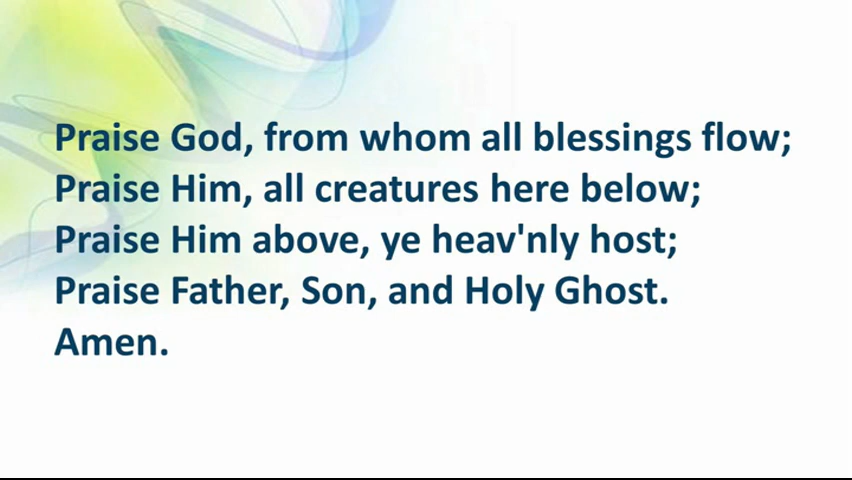 Praise God, from whom all blessings flow;
Praise Him, all creatures here below;
Praise Him above, ye heav'nly host;
Praise Father, Son, and Holy Ghost.
Amen.